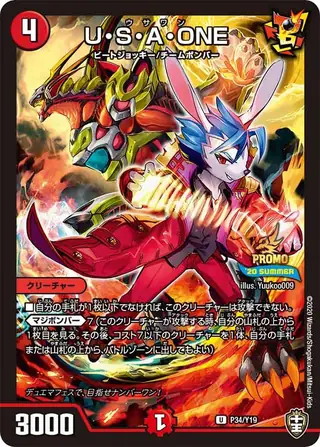 4
ウサワン
U・S・A・ONE
ビートジョッキー/チームボンバー
PROMO
20 SUMMER
illus. Yuukoo009
クリーチャー
自分の手札が1枚以下でなければ、このクリーチャーは攻撃できない。
マジボンバー 7(このクリーチャーが攻撃する時、自分の山札の上から
1枚目を見る。その後、コスト7以下のクリーチャーを1体、自分の手札
または山札の上から、バトルゾーンに出してもよい)
デュエマフェスで、目指せナンバーワン!
3000
1
U P34/Y19
©2020 Wizards/Shogakukan/Mitsui-Kids